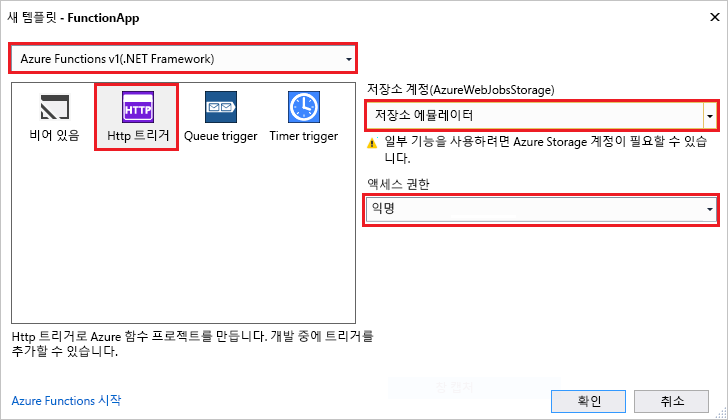 새 템플릿 - FunctionApp
Azure Functions v1(.NET Framework)
HTTP
비어 있음
Http 트리거
Queue trigger
Timer trigger
저장소 계정(AzureWebJobsStorage)
저장소 에뮬레이터
일부 기능을 사용하려면 Azure Storage 계정이 필요할 수 있습
니다.
액세스 권한
익명
Http 트리거로 Azure 함수 프로젝트를 만듭니다. 개발 중에 트리거를
추가할 수 있습니다.
Azure Functions 시작
확인
취소